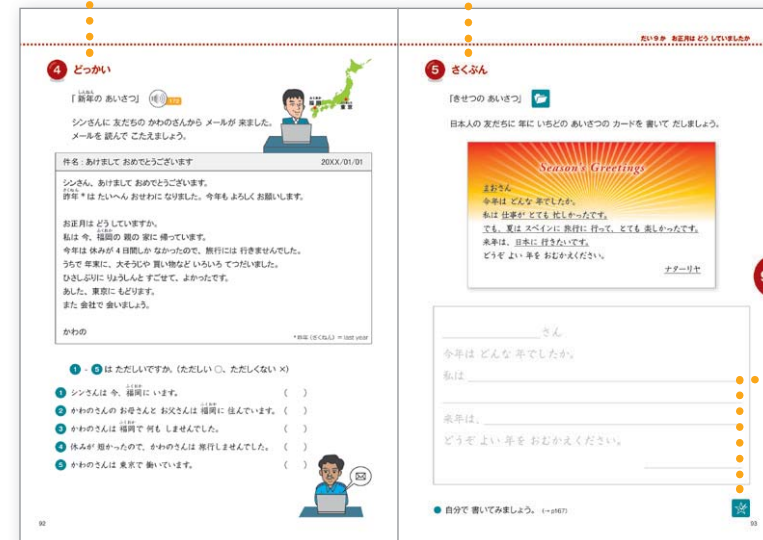 だい9か お正月は どう していましたか
4 どっかい
「新年の あいさつ」
しんねん
シンさんに 友だちの かわのさんから メールが 来ました。
メールを 読んで こたえましょう。
福岡
東京
件名：あけまして おめでとうございます 20XX/01/01
シンさん、あけまして おめでとうございます。
さくねん
昨年*は たいへん おせわに なりました。今年も よろしく お願いします。
お正月は どう していますか。
ふくおか
私は 今、福岡の 親の 家に 帰っています。
今年は 休みが 4日間しか なかったので、旅行には 行きませんでした。
うちで 年末に、大そうじや 買い物など いろいろ てつだいました。
ひさしぶりに りょうしんと すごせて、よかったです。
あした、東京に もどります。
また 会社で 会いましょう。
かわの
*昨年（さくねん）= last year
1 - 5 は ただしいですか。（ただしい ○、ただしくない ×）
ふくおか
1 シンさんは 今、福岡に います。 （ ）
ふくおか
2 かわのさんの お母さんと お父さんは 福岡に 住んでいます。（ ）
ふくおか
3 かわのさんは 福岡で 何も しませんでした。 （ ）
4 休みが 短かったので、かわのさんは 旅行しませんでした。 （ ）
5 かわのさんは 東京で 働いています。 （ ）
92
5 さくぶん
「きせつの あいさつ」
日本人の 友だちに 年に いちどの あいさつの カードを 書いて だしましょう。
Season's Greetings
まおさん
今年は どんな 年でしたか。
私は 仕事が とても 忙しかったです。
でも、夏は スペインに 旅行に 行って、とても 楽しかったです。
来年は、日本に 行きたいです。
どうぞ よい 年を おむかえください。
ナターリヤ
さん
今年は どんな 年でしたか。
私は
来年は、
どうぞ よい 年を おむかえください。
● 自分で 書いてみましょう。（→p167）
93